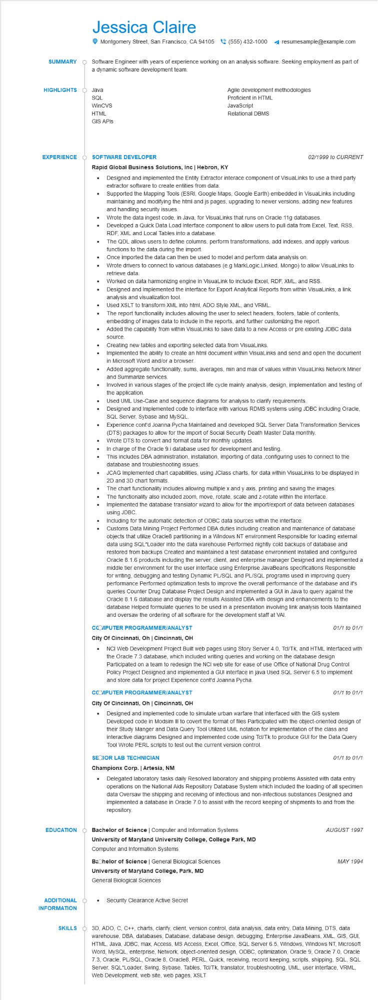 Jessica Claire
Montgomery Street, San Francisco, CA 94105 (555) 432-1000 resumesample@example.com
SUMMARY
Software Engineer with years of experience working on an analysis software. Seeking employment as part of
a dynamic software development team.
HIGHLIGHTS
Java
SQL
WinCVS
HTML
GIS APIs
Agile development methodologies
Proficient in HTML
JavaScript
Relational DBMS
EXPERIENCE
SOFTWARE DEVELOPER 02/1999 to CURRENT
Rapid Global Business Solutions, Inc | Hebron, KY
• Designed and implemented the Entity Extractor interace component of VisuaLinks to use a third party
extractor software to create entities from data.
• Supported the Mapping Tools (ESRI, Google Maps, Google Earth) embedded in VisuaLinks including
maintaining and modifying the html and js pages, upgrading to newer versions, adding new features
and handling security issues.
• Wrote the data ingest code, in Java, for VisuaLinks that runs on Oracle 11g databases.
• Developed a Quick Data Load Interface component to allow users to pull data from Excel, Text, RSS,
RDF, XML and Local Tables into a database.
• The QDL allows users to define columns, perform transformations, add indexes, and apply various
functions to the data during the import.
• Once imported the data can then be used to model and perform data analysis on.
• Wrote drivers to connect to various databases (e.g MarkLogic,Linked, Mongo) to allow VisuaLinks to
retrieve data.
• Worked on data harmonizing engine in VisuaLink to include Excel, RDF, XML, and RSS.
• Designed and Implemented the interface for Export Analytical Reports from within VisuaLinks, a link
analysis and visualization tool.
• Used XSLT to transform XML into html, ADO Style XML, and VRML.
• The report functionality includes allowing the user to select headers, footers, table of contents,
embedding of images data to include in the reports, and further customizing the report.
• Added the capability from within VisuaLinks to save data to a new Access or pre existing JDBC data
source.
• Creating new tables and exporting selected data from VisuaLinks.
• Implemented the ability to create an html document within VisuaLinks and send and open the document
in Microsoft Word and/or a browser.
• Added aggregate functionality, sums, averages, min and max of values within VisuaLinks Network Miner
and Summarize services.
• Involved in various stages of the project life cycle mainly analysis, design, implementation and testing of
the application.
• Used UML Use-Case and sequence diagrams for analysis to clarify requirements.
• Designed and Implemented code to interface with various RDMS systems using JDBC including Oracle,
SQL Server, Sybase and MySQL.
• Experience cont'd Joanna Pycha Maintained and developed SQL Server Data Transformation Services
(DTS) packages to allow for the import of Social Security Death Master Data monthly.
• Wrote DTS to convert and format data for monthly updates.
• In charge of the Oracle 9.i database used for development and testing.
• This includes DBA administration, installation, importing of data ,configuring uses to connect to the
database and troubleshooting issues.
• JCAG Implemented chart capabilities, using JClass charts, for data within VisuaLinks to be displayed in
2D and 3D chart formats.
• The chart functionality includes allowing multiple x and y axis, printing and saving the images.
• The functionality also included zoom, move, rotate, scale and z-rotate within the interface.
• Implemented the database translator wizard to allow for the import/export of data between databases
using JDBC.
• Including for the automatic detection of ODBC data sources within the interface.
• Customs Data Mining Project Performed DBA duties including creation and maintenance of database
objects that utilize Oracle8 partitioning in a Windows NT environment Responsible for loading external
data using SQL*Loader into the data warehouse Performed nightly cold backups of database and
restored from backups Created and maintained a test database environment Installed and configured
Oracle 8.1.6 products including the server, client, and enterprise manager Designed and implemented a
middle tier environment for the user interface using Enterprise JavaBeans specifications Responsible
for writing, debugging and testing Dynamic PL/SQL and PL/SQL programs used in improving query
performance Performed optimization tests to improve the overall performance of the database and it's
queries Counter Drug Database Project Design and implemented a GUI in Java to query against the
Oracle 8.1.6 database and display the results Assisted DBA with design and enhancements to the
database Helped formulate queries to be used in a presentation involving link analysis tools Maintained
and oversaw the ordering of all software for the development staff at VAI.
COMPUTER PROGRAMMER/ANALYST 01/1 to 01/1
City Of Cincinnati, Oh | Cincinnati, OH
• NCI Web Development Project Built web pages using Story Server 4.0, Tcl/Tk, and HTML Interfaced with
the Oracle 7.3 database, which included writing queries and working on the database design
Participated on a team to redesign the NCI web site for ease of use Office of National Drug Control
Policy Project Designed and implemented a GUI interface in java Used SQL Server 6.5 to implement
and store data for project Experience cont'd Joanna Pycha.
COMPUTER PROGRAMMER/ANALYST 01/1 to 01/1
City Of Cincinnati, Oh | Cincinnati, OH
• Designed and implemented code to simulate urban warfare that interfaced with the GIS system
Developed code in Modsim III to covert the format of files Participated with the object-oriented design of
their Study Manger and Data Query Tool Utilized UML notation for implementation of the class and
interactive diagrams Designed and implemented code using Tcl/Tk to produce GUI for the Data Query
Tool Wrote PERL scripts to test out the current version control.
SENIOR LAB TECHNICIAN 01/1 to 01/1
Championx Corp. | Artesia, NM
• Delegated laboratory tasks daily Resolved laboratory and shipping problems Assisted with data entry
operations on the National Aids Repository Database System which included the loading of all specimen
data Oversaw the shipping and receiving of infectious and non-infectious substances Designed and
implemented a database in Oracle 7.0 to assist with the record keeping of shipments to and from the
repository.
EDUCATION
Bachelor of Science | Computer and Information Systems AUGUST 1997
University of Maryland University College, College Park, MD
Computer and Information Systems
Bachelor of Science | General Biological Sciences MAY 1994
University of Maryland College, Park, MD
General Biological Sciences
ADDITIONAL
INFORMATION
• Security Clearance Active Secret
SKILLS
3D, ADO, C, C++, charts, clarify, client, version control, data analysis, data entry, Data Mining, DTS, data
warehouse, DBA, databases, Database, database design, debugging, Enterprise JavaBeans, XML, GIS, GUI,
HTML, Java, JDBC, max, Access, MS Access, Excel, Office, SQL Server 6.5, Windows, Windows NT, Microsoft
Word, MySQL, enterprise, Network, object-oriented design, ODBC, optimization, Oracle 9, Oracle 7.0, Oracle
7.3, Oracle, PL/SQL, Oracle 8, Oracle8, PERL, Quick, receiving, record keeping, scripts, shipping, SQL, SQL
Server, SQL*Loader, Swing, Sybase, Tables, Tcl/Tk, translator, troubleshooting, UML, user interface, VRML,
Web Development, web site, web pages, XSLT